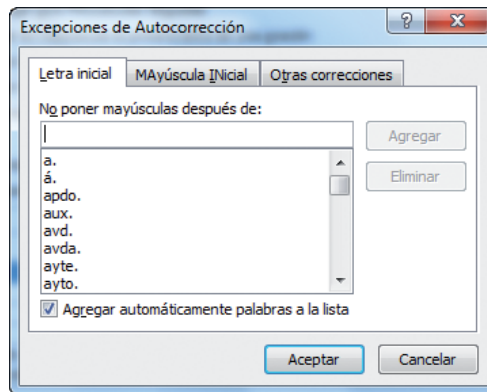 Excepciones de Autocorrección
Letra inicial MAyúscula INicial Otras correcciones
No poner mayúsculas después de:
Agregar
a.
á.
Eliminar
apdo.
aux.
avd.
avda.
ayte.
ayto.
Agregar automáticamente palabras a la lista
Aceptar Cancelar